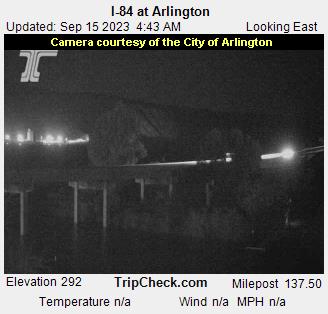 I-84 at Arlington
Updated: Sep 15 2023 4:43 AM Looking East
Camera courtesy of the City of Arlington
Elevation 292 TripCheck.com Milepost 137.50
Temperature n/a Wind n/a MPH n/a